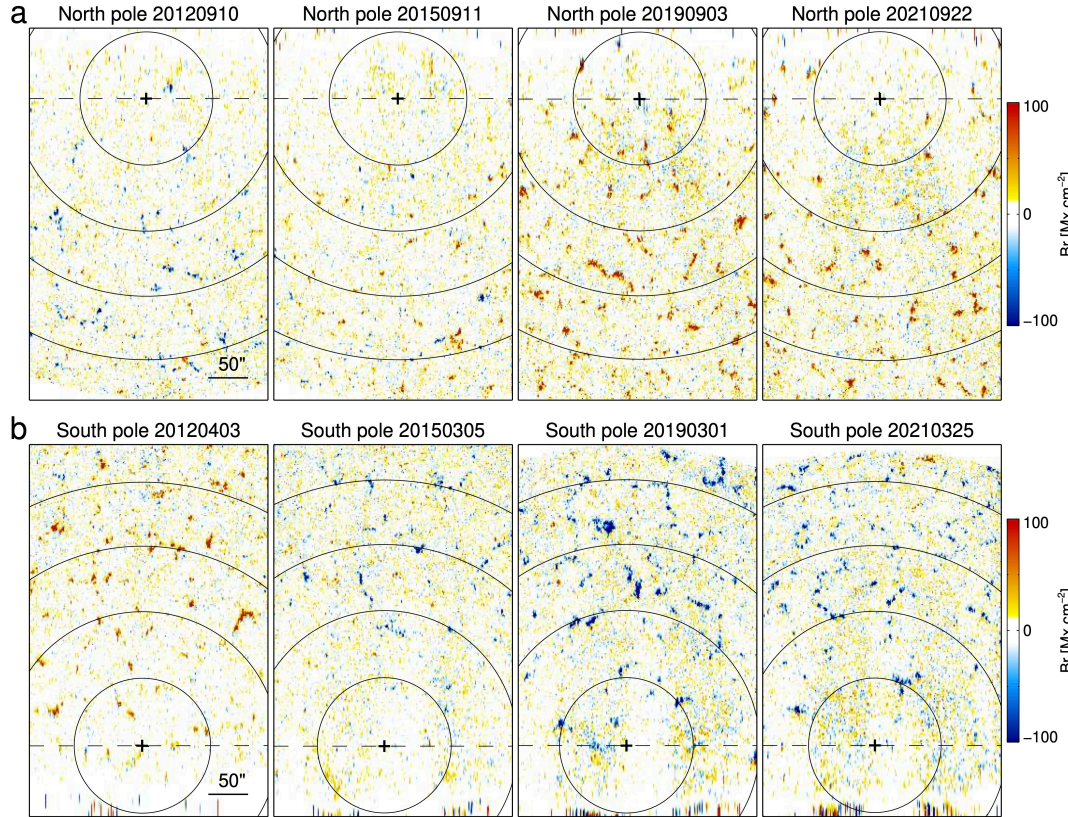 a
North pole 20120910
North pole 20150911
North pole 20190903
North pole 20210922
50"
100
0
−100
Br [Mx cm−2]
b
South pole 20120403
South pole 20150305
South pole 20190301
South pole 20210325
50"
100
0
−100
Br [Mx cm−2]